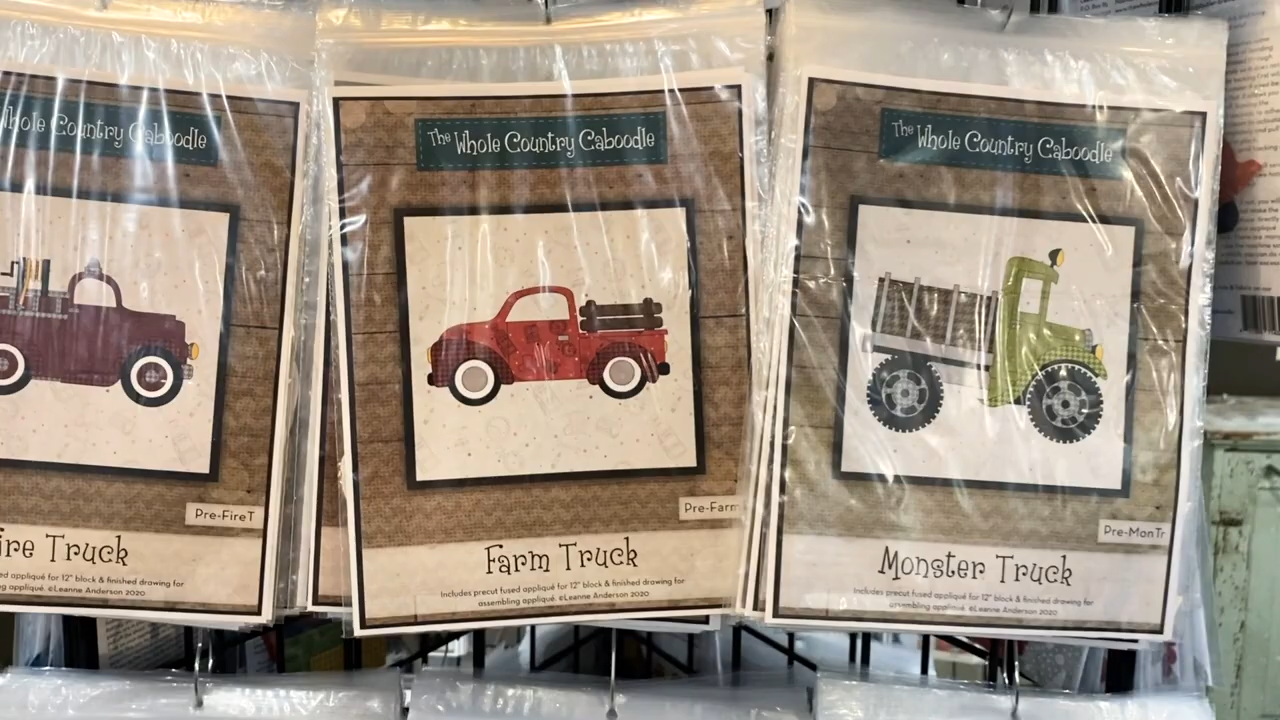 Whole Country Caboodle
Pre-FireT
ire Truck
ed appliqué for 12" block & finished drawing for
ng appliqué. ©Leanne Anderson 2020
The Whole Country Caboodle
Pre-Farm
Farm Truck
Includes precut fused appliqué for 12" block & finished drawing for
assembling appliqué. ©Leanne Anderson 2020
The Whole Country Caboodle
Pre-MonTr
Monster Truck
Includes precut fused appliqué for 12" block & finished drawing for
assembling appliqué. ©Leanne Anderson 2020